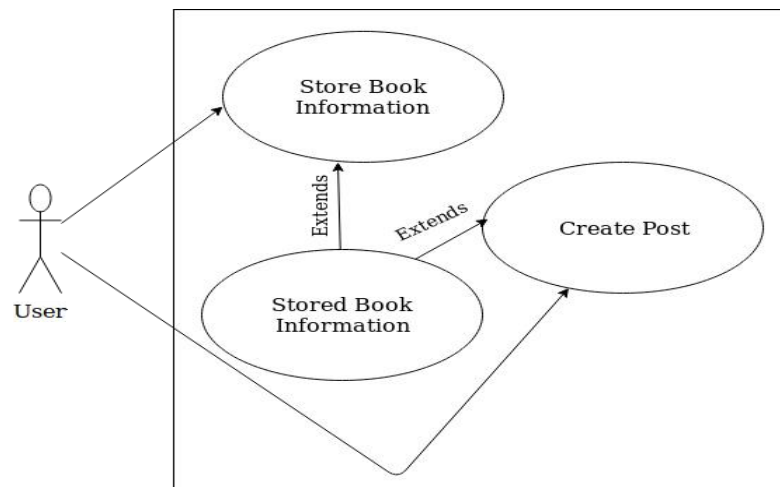 Store Book
Information
Extends
Extends
Create Post
Stored Book
Information
User